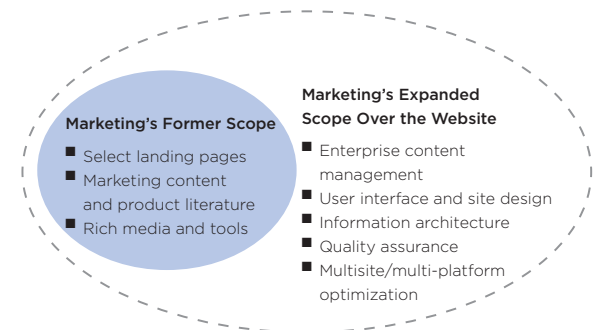 Marketing’s Former Scope
■ Select landing pages
■ Marketing content
and product literature
■ Rich media and tools
Marketing’s Expanded
Scope Over the Website
■ Enterprise content
management
■ User interface and site design
■ Information architecture
■ Quality assurance
■ Multisite/multi-platform
optimization